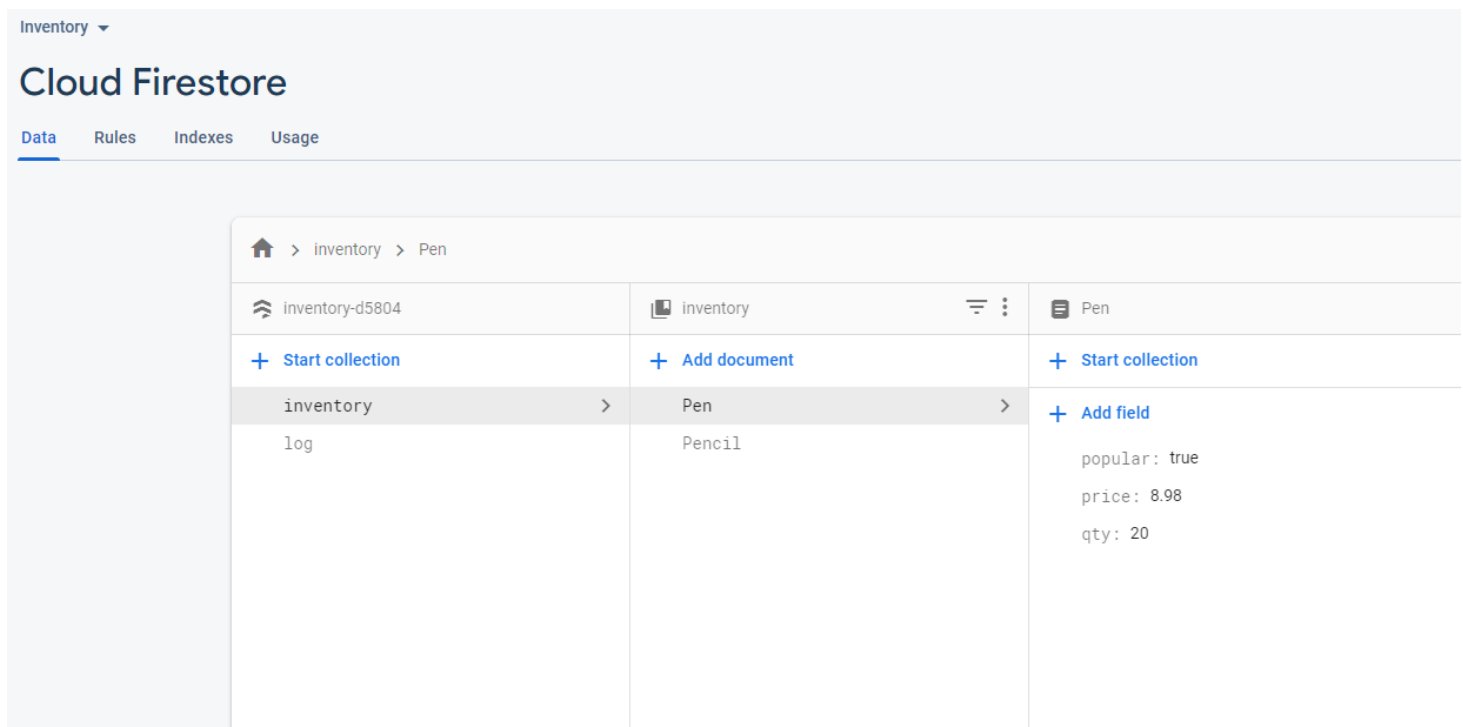 Inventory
Cloud Firestore
Data Rules Indexes Usage
inventory > Pen
inventory-d5804 inventory Pen
+ Start collection + Add document + Start collection
inventory Pen + Add field
log Pencil
popular: true
price: 8.98
qty: 20